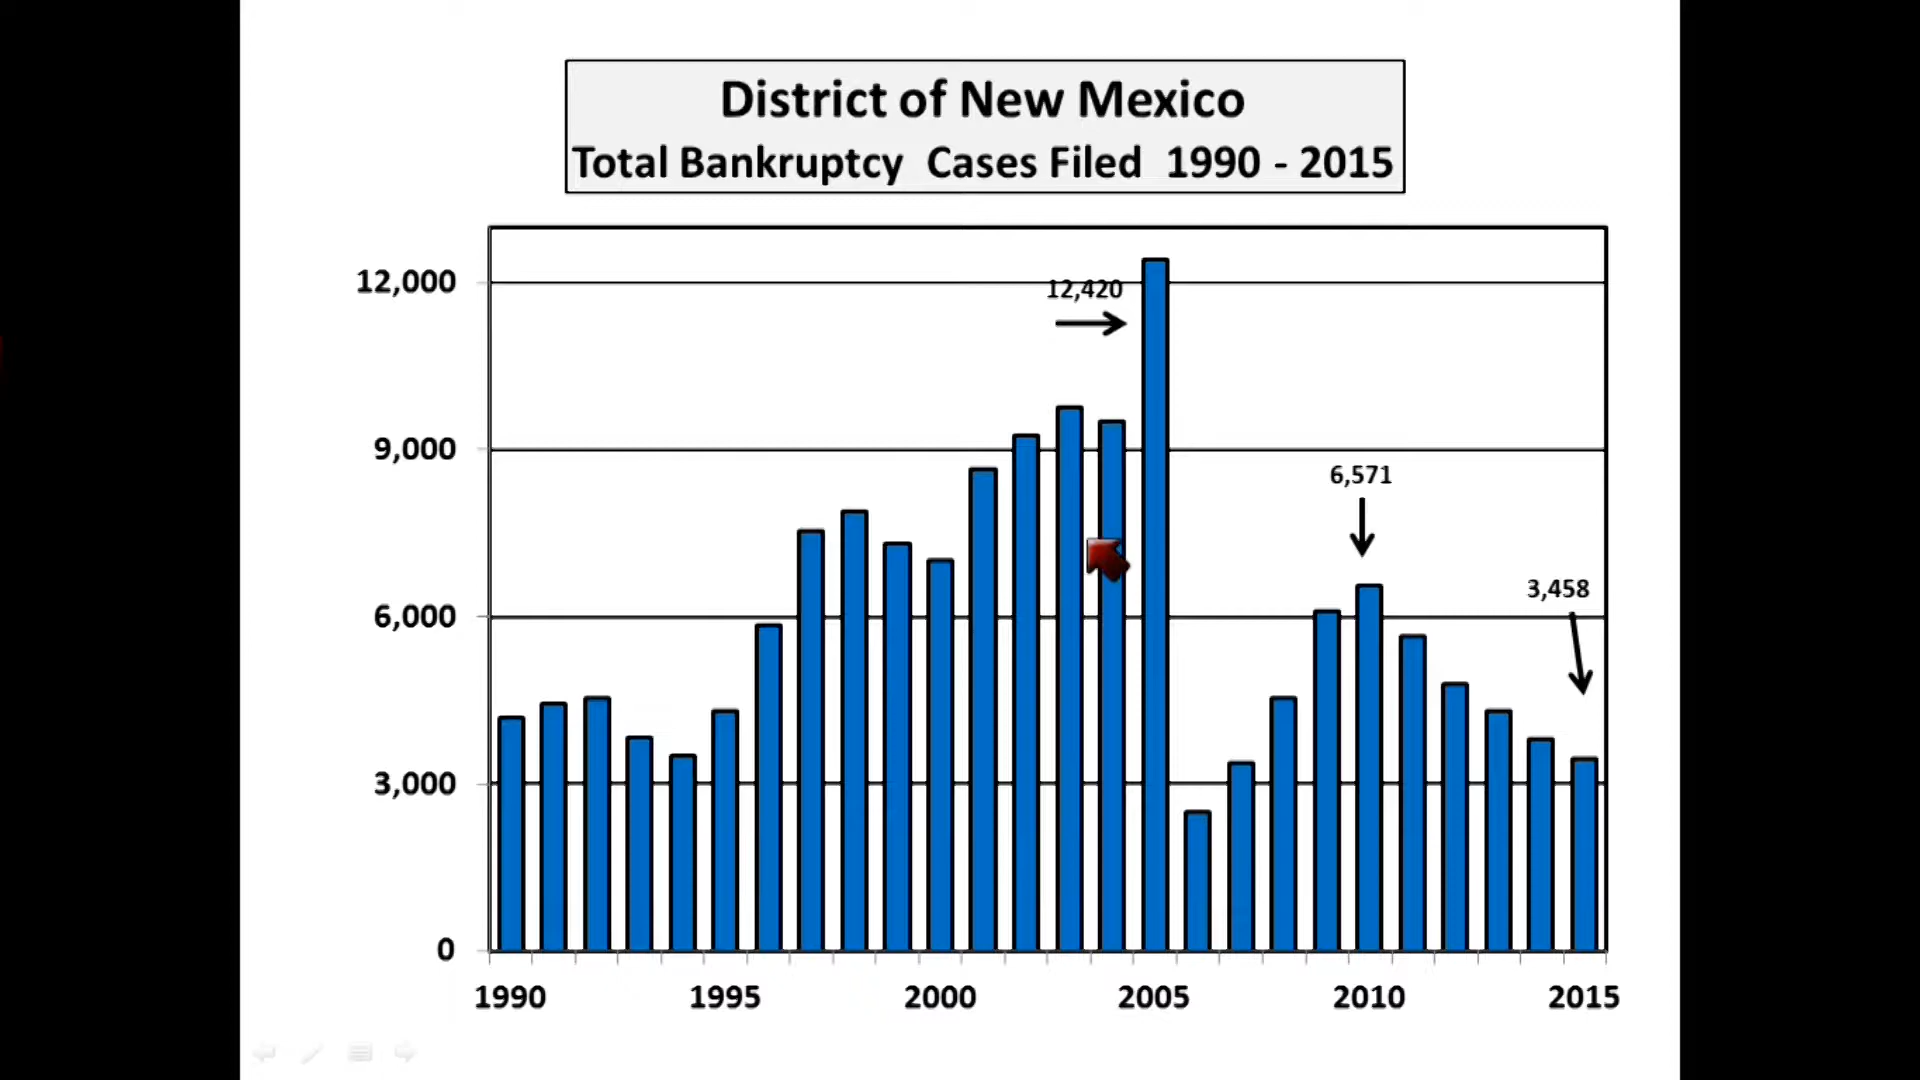 District of New Mexico
Total Bankruptcy Cases Filed 1990 - 2015
12,000
12,420
9,000
6,571
3,458
6,000
3,000
0
1990 1995 2000 2005 2010 2015